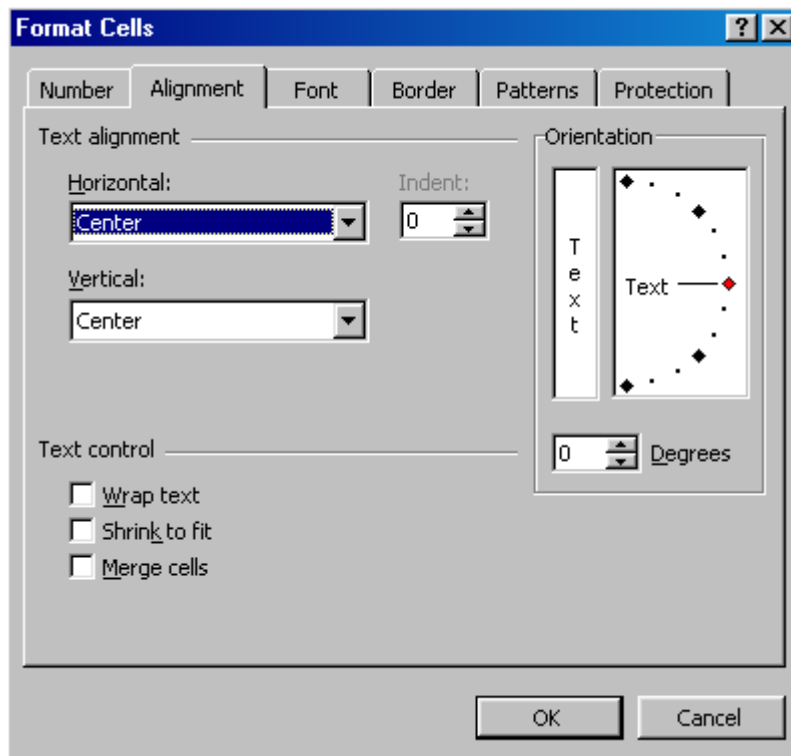 Format Cells
Number Alignment Font Border Patterns Protection
Text alignment
Orientation
Horizontal:
Indent:
Center
0
Vertical:
Center
Text
Text
0 Degrees
Text control
Wrap text
Shrink to fit
Merge cells
OK Cancel